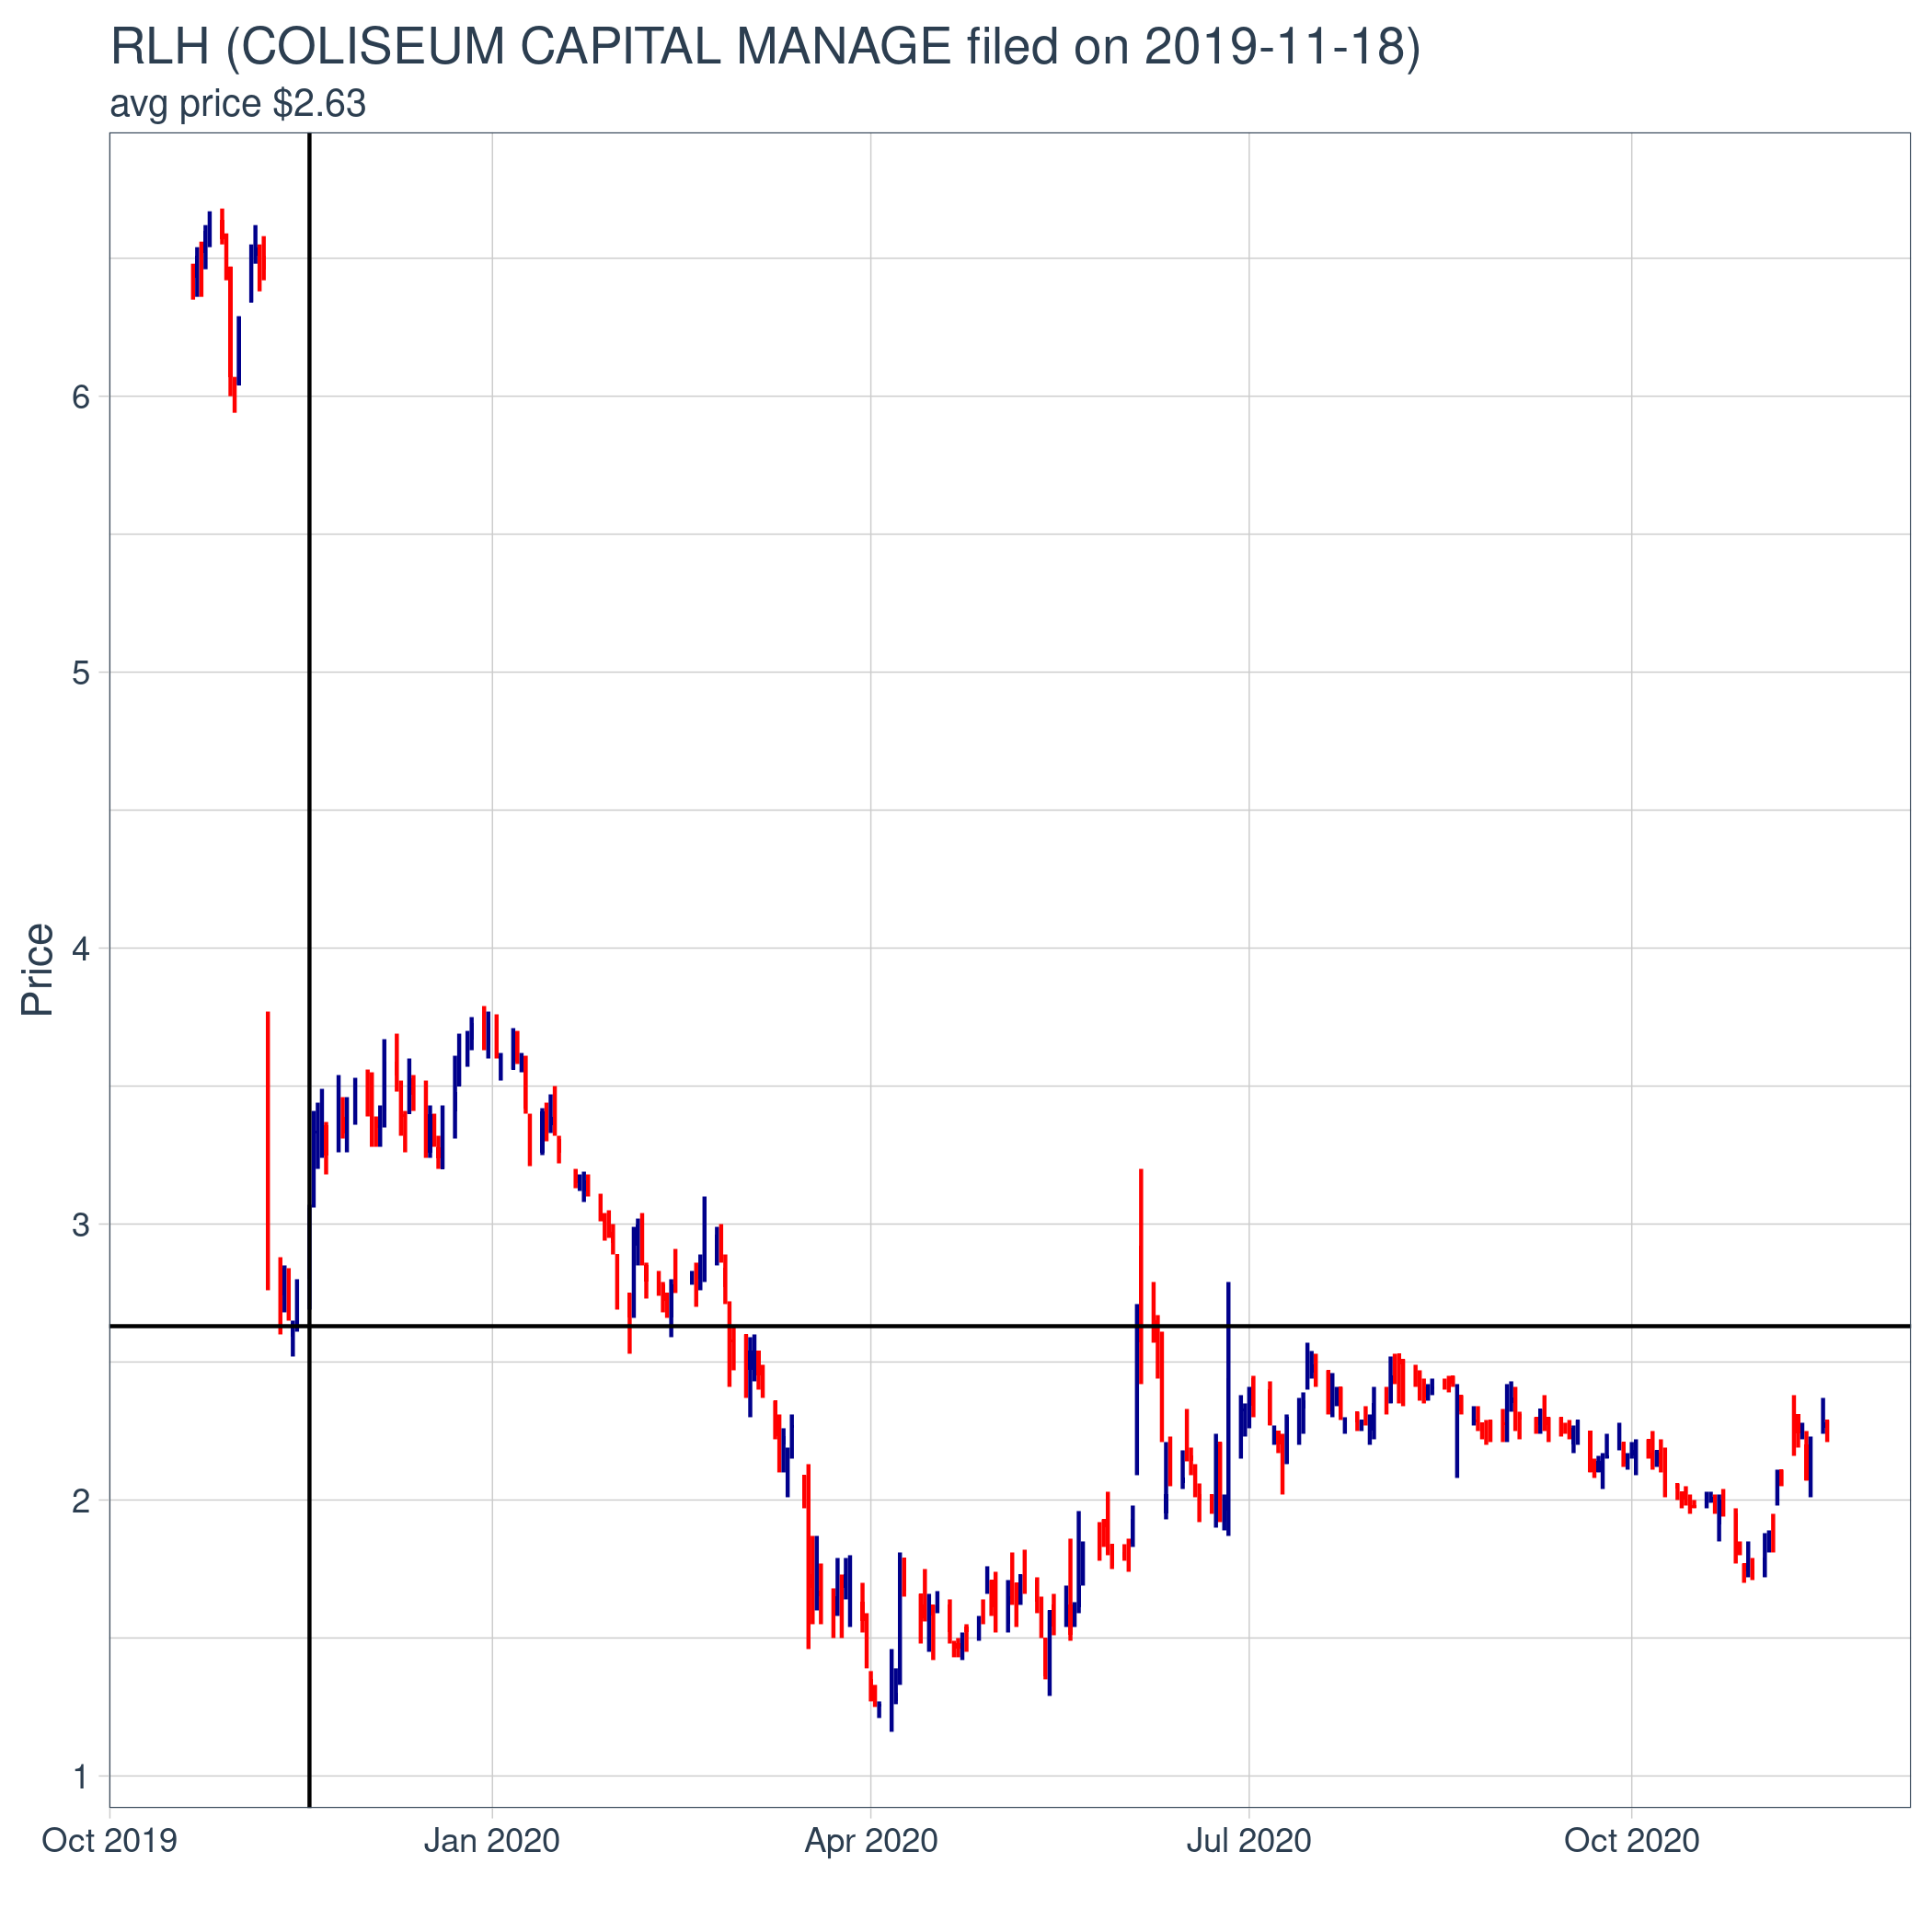 RLH (COLISEUM CAPITAL MANAGE filed on 2019-11-18)
avg price $2.63
Price
6
5
4
3
2
1
Oct 2019
Jan 2020
Apr 2020
Jul 2020
Oct 2020